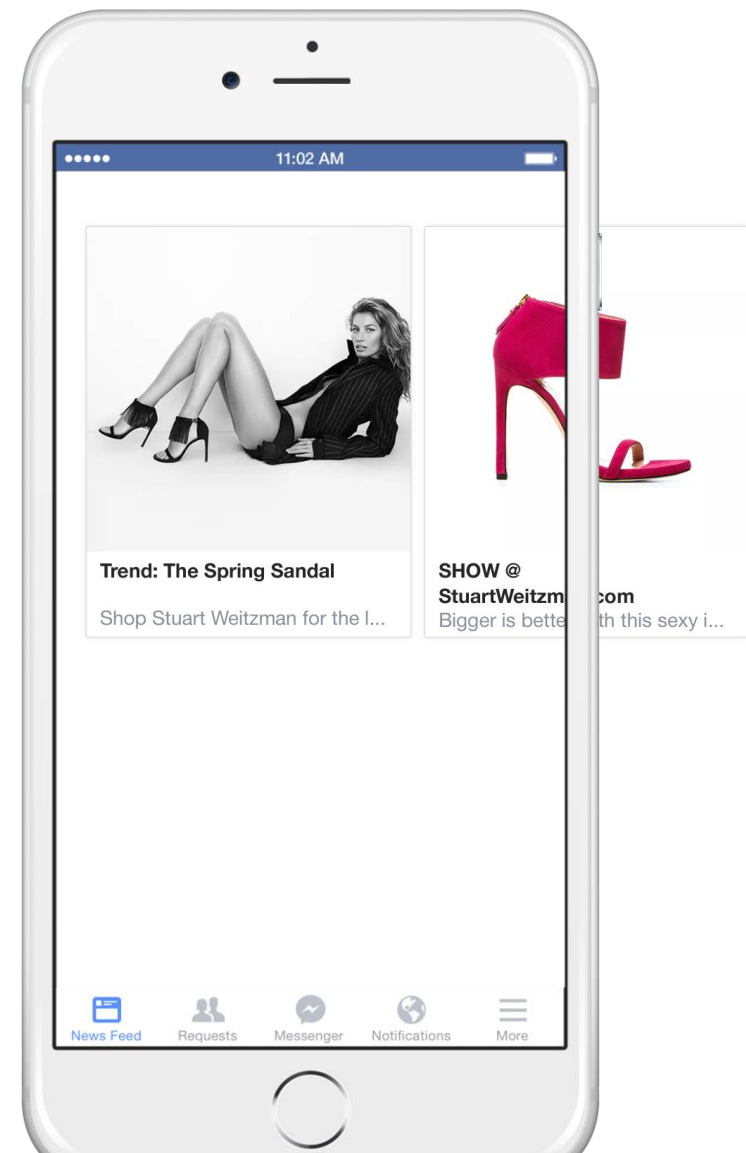 11:02 AM
Trend: The Spring Sandal
Shop Stuart Weitzman for the l...
SHOW @
StuartWeitzm com
Bigger is bette th this sexy i...
News Feed
Requests
Messenger
Notifications
More